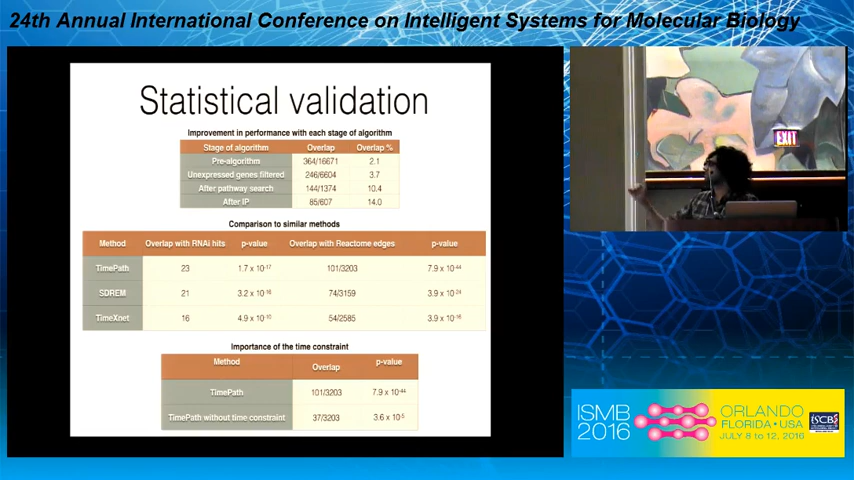 24th Annual International Conference on Intelligent Systems for Molecular Biology
Statistical validation
Improvement in performance with each stage of algorithm
Stage of algorithm Overlap Overlap %
Pre-algorithm 364/16671 2.1
Unexpressed genes filtered 246/6604 3.7
After pathway search 144/1374 10.4
After IP 85/607 14.0
Comparison to similar methods
Method Overlap with RNAi hits p-value Overlap with Reactome edges p-value
TimePath 23 1.7 x 10-17 101/3203 7.9 x 10-44
SDREM 21 3.2 x 10-16 74/3159 3.9 x 10-24
TimeXnet 16 4.9 x 10-10 54/2585 3.9 x 10-16
Importance of the time constraint
Method Overlap p-value
TimePath 101/3203 7.9 x 10-44
TimePath without time constraint 37/3203 3.6 x 10-5
EXIT
ISMB
2016
ORLANDO
FLORIDA • USA
JULY 8 to 12, 2016
ISCB